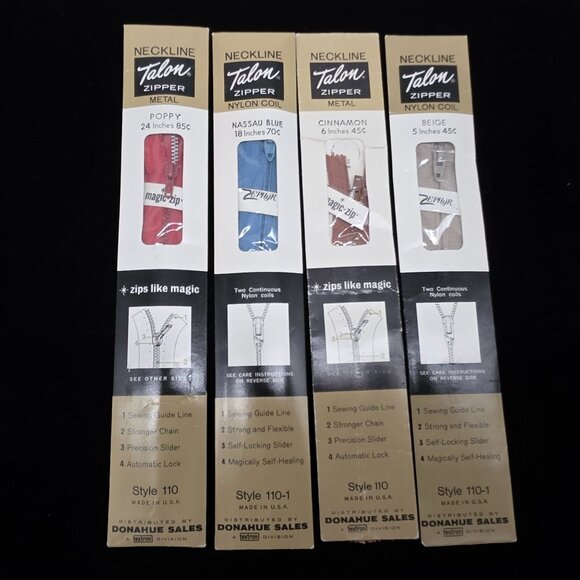 NECKLINE
Talon
ZIPPER
METAL
POPPY
24 Inches 85¢
magic-zip
zips like magic
SEE OTHER SIDE
1 Sewing Guide Line
2 Stronger Chain
3 Precision Slider
4 Automatic Lock
Style 110
MADE IN U.S.A.
DISTRIBUTED BY
DONAHUE SALES
A textron DIVISION
NECKLINE
Talon
ZIPPER
NYLON COIL
NASSAU BLUE
18 Inches 70¢
ZEPHYR
Two Continuous
Nylon coils
SEE CARE INSTRUCTIONS
ON REVERSE SIDE
1 Sewing Guide Line
2 Strong and Flexible
3 Self-Locking Slider
4 Magically Self-Healing
Style 110-1
MADE IN U.S.A.
DISTRIBUTED BY
DONAHUE SALES
A textron DIVISION
NECKLINE
Talon
ZIPPER
METAL
CINNAMON
6 Inches 45¢
magic-zip
zips like magic
SEE OTHER SIDE
1 Sewing Guide Line
2 Stronger Chain
3 Precision Slider
4 Automatic Lock
Style 110
MADE IN U.S.A.
DISTRIBUTED BY
DONAHUE SALES
A textron DIVISION
NECKLINE
Talon
ZIPPER
NYLON COIL
BEIGE
5 Inches 45¢
ZEPHYR
Two Continuous
Nylon coils
SEE CARE INSTRUCTIONS
ON REVERSE SIDE
1 Sewing Guide Line
2 Strong and Flexible
3 Self-Locking Slider
4 Magically Self-Healing
Style 110-1
MADE IN U.S.A.
DISTRIBUTED BY
DONAHUE SALES
A textron DIVISION